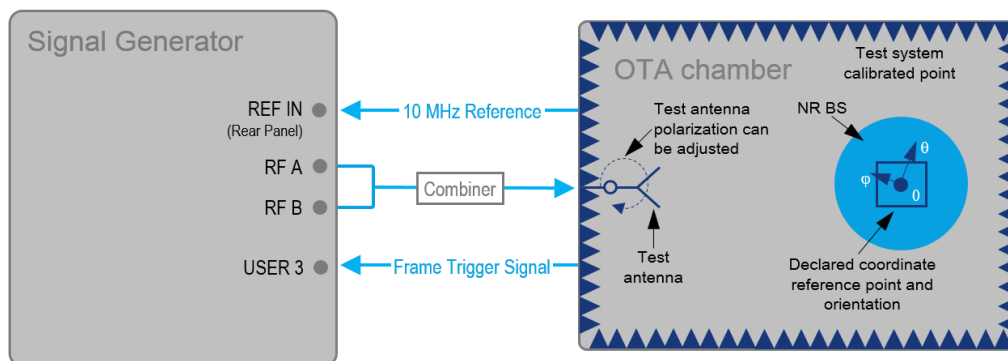 Signal Generator
REF IN
(Rear Panel)
RF A
RF B
USER 3
10 MHz Reference
Combiner
Frame Trigger Signal
OTA chamber
Test system
calibrated point
Test antenna
polarization can
be adjusted
NR BS
θ
φ
0
Test
antenna
Declared coordinate
reference point and
orientation